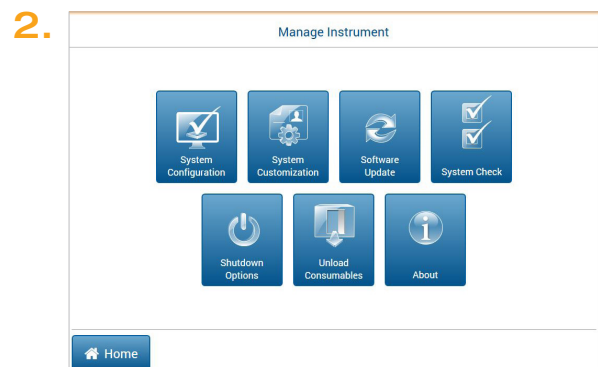 2.
Manage Instrument
System
Configuration
System
Customization
Software
Update
System Check
Shutdown
Options
Unload
Consumables
About
Home